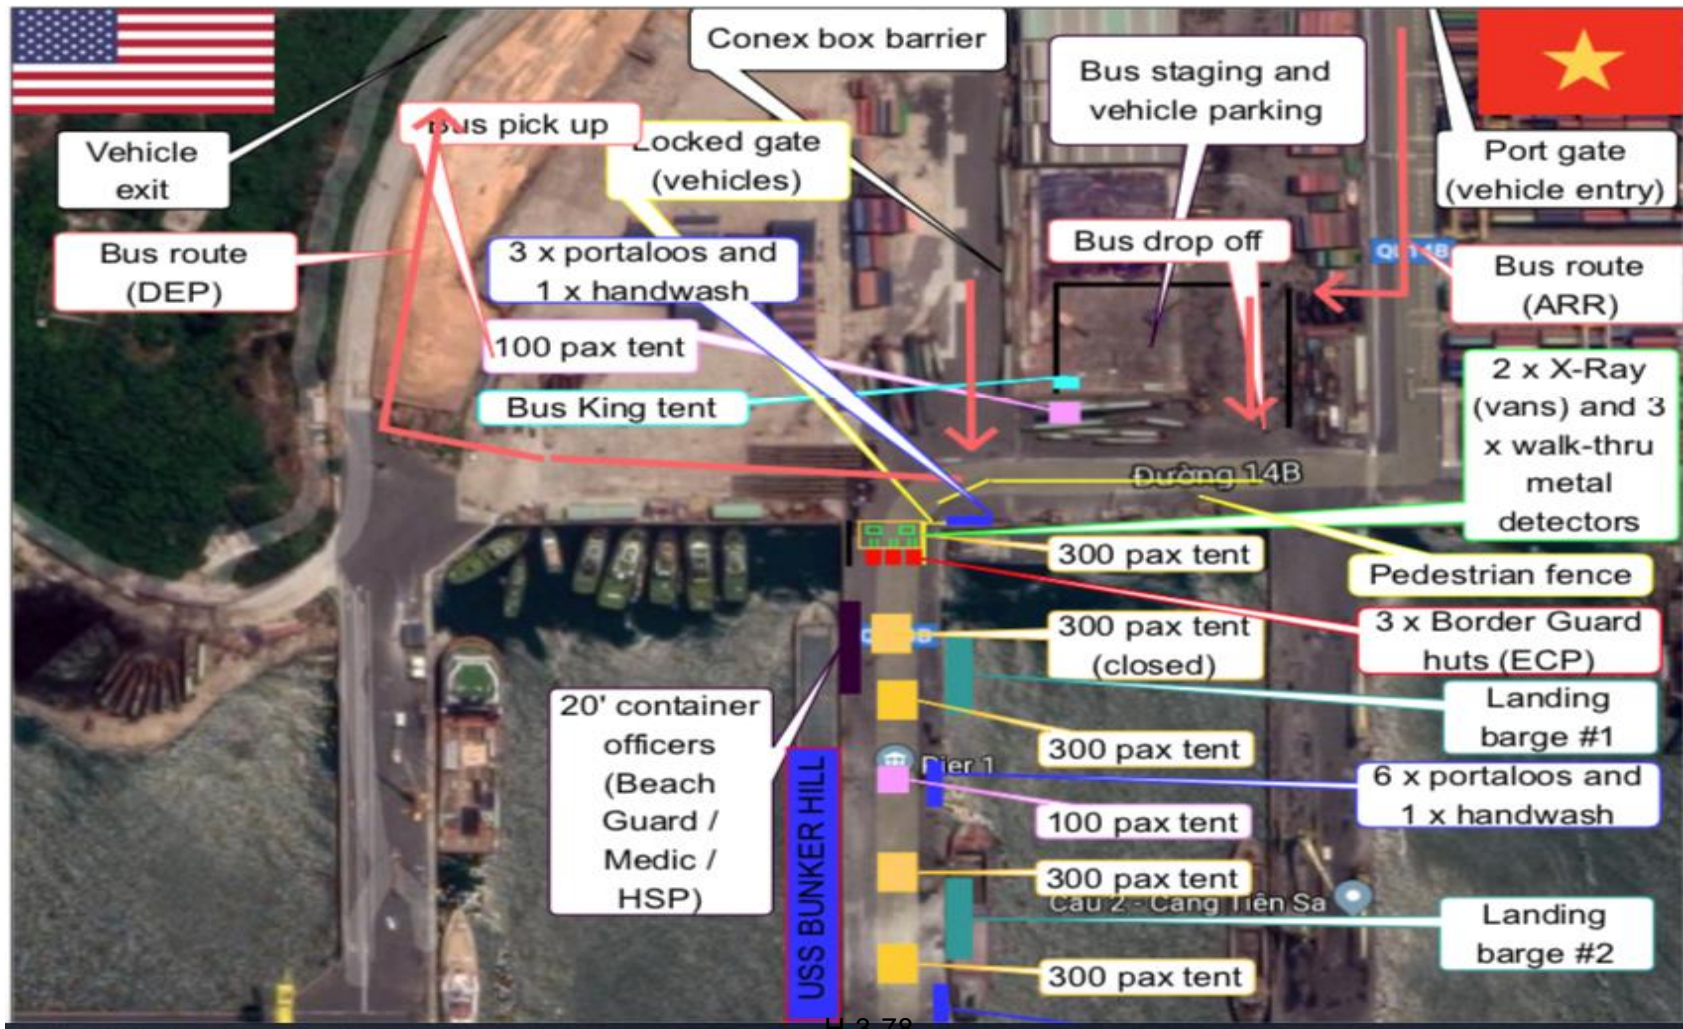 Conex box barrier
Bus staging and
vehicle parking
Bus pick up
Locked gate
(vehicles)
Vehicle
exit
Port gate
(vehicle entry)
Bus route
(DEP)
3 x portaloos and
1 x handwash
Bus drop off
Bus route
(ARR)
100 pax tent
Bus King tent
2 x X-Ray
(vans) and 3
x walk-thru
metal
detectors
Đường 14B
300 pax tent
Pedestrian fence
300 pax tent
(closed)
3 x Border Guard
huts (ECP)
20' container
officers
(Beach
Guard /
Medic /
HSP)
USS BUNKER HILL
Landing
barge #1
300 pax tent
Pier 1
6 x portaloos and
1 x handwash
100 pax tent
300 pax tent
Cầu 2 - Cảng Tiên Sa
Landing
barge #2
300 pax tent